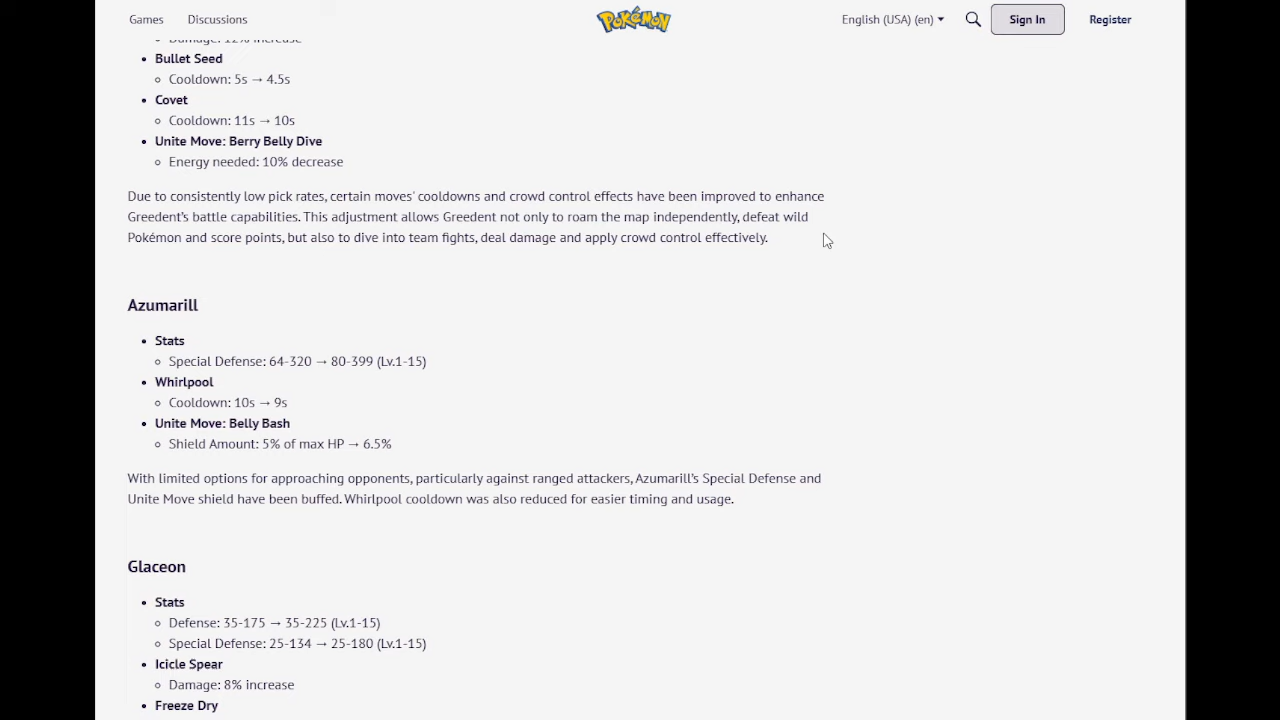 Games Discussions Pokémon English (USA) (en) Sign In Register
Damage: 12% increase
Bullet Seed
Cooldown: 5s → 4.5s
Covet
Cooldown: 11s → 10s
Unite Move: Berry Belly Dive
Energy needed: 10% decrease
Due to consistently low pick rates, certain moves' cooldowns and crowd control effects have been improved to enhance
Greedent's battle capabilities. This adjustment allows Greedent not only to roam the map independently, defeat wild
Pokémon and score points, but also to dive into team fights, deal damage and apply crowd control effectively.
Azumarill
Stats
Special Defense: 64-320 → 80-399 (Lv.1-15)
Whirlpool
Cooldown: 10s → 9s
Unite Move: Belly Bash
Shield Amount: 5% of max HP → 6.5%
With limited options for approaching opponents, particularly against ranged attackers, Azumarill's Special Defense and
Unite Move shield have been buffed. Whirlpool cooldown was also reduced for easier timing and usage.
Glaceon
Stats
Defense: 35-175 → 35-225 (Lv.1-15)
Special Defense: 25-134 → 25-180 (Lv.1-15)
Icicle Spear
Damage: 8% increase
Freeze Dry